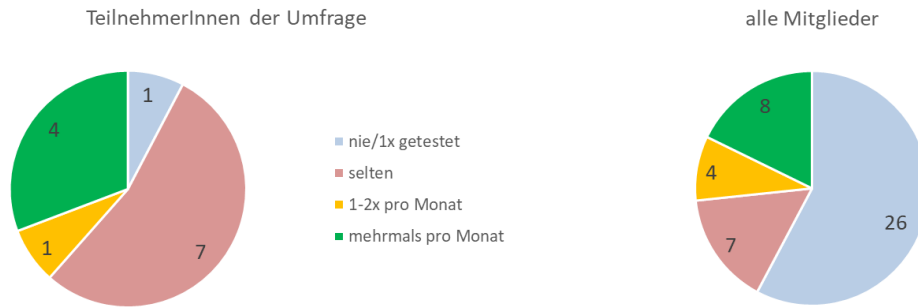 TeilnehmerInnen der Umfrage
alle Mitglieder
1
4
7
1
nie/1x getestet
selten
1-2x pro Monat
mehrmals pro Monat
8
4
7
26